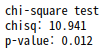 chi-square test
chisq: 10.941
p-value: 0.012